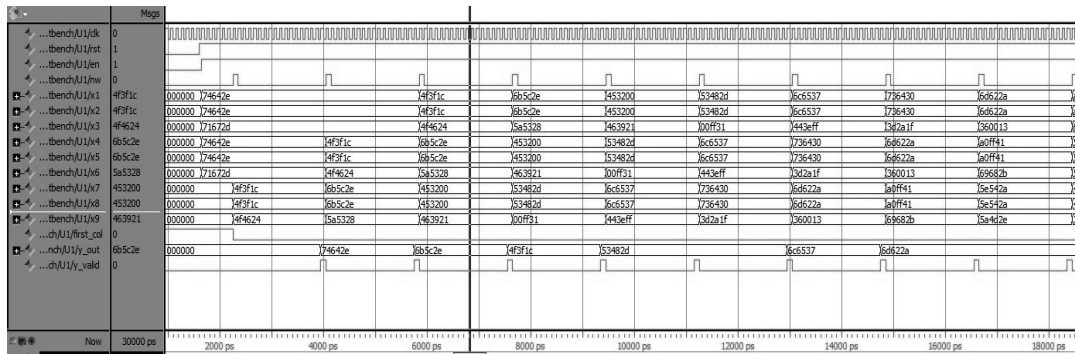 Msgs
...tbench/U1/clk 0
...tbench/U1/rst 1
...tbench/U1/en 1
...tbench/U1/nw 0
...tbench/U1/x1 4f3f1c 000000 74642e 4f3f1c 6b5c2e 453200 53482d 6c6537 736430 6d622a
...tbench/U1/x2 4f3f1c 000000 74642e 4f3f1c 6b5c2e 453200 53482d 6c6537 736430 6d622a
...tbench/U1/x3 4f4624 000000 71672d 4f4624 5a5328 463921 00ff31 443eff 3d2a1f 360013
...tbench/U1/x4 6b5c2e 000000 74642e 4f3f1c 6b5c2e 453200 53482d 6c6537 736430 6d622a a0ff41
...tbench/U1/x5 6b5c2e 000000 74642e 4f3f1c 6b5c2e 453200 53482d 6c6537 736430 6d622a a0ff41
...tbench/U1/x6 5a5328 000000 71672d 4f4624 5a5328 463921 00ff31 443eff 3d2a1f 360013 69682b
...tbench/U1/x7 453200 000000 4f3f1c 6b5c2e 453200 53482d 6c6537 736430 6d622a a0ff41 5e542a
...tbench/U1/x8 453200 000000 4f3f1c 6b5c2e 453200 53482d 6c6537 736430 6d622a a0ff41 5e542a
...tbench/U1/x9 463921 000000 4f4624 5a5328 463921 00ff31 443eff 3d2a1f 360013 69682b 5a4d2e
...ch/U1/first_col 0
...nch/U1/y_out 6b5c2e 000000 74642e 6b5c2e 4f3f1c 53482d 6c6537 6d622a
...ch/U1/y_valid 0
Now 30000 ps 2000 ps 4000 ps 6000 ps 8000 ps 10000 ps 12000 ps 14000 ps 16000 ps 18000 ps